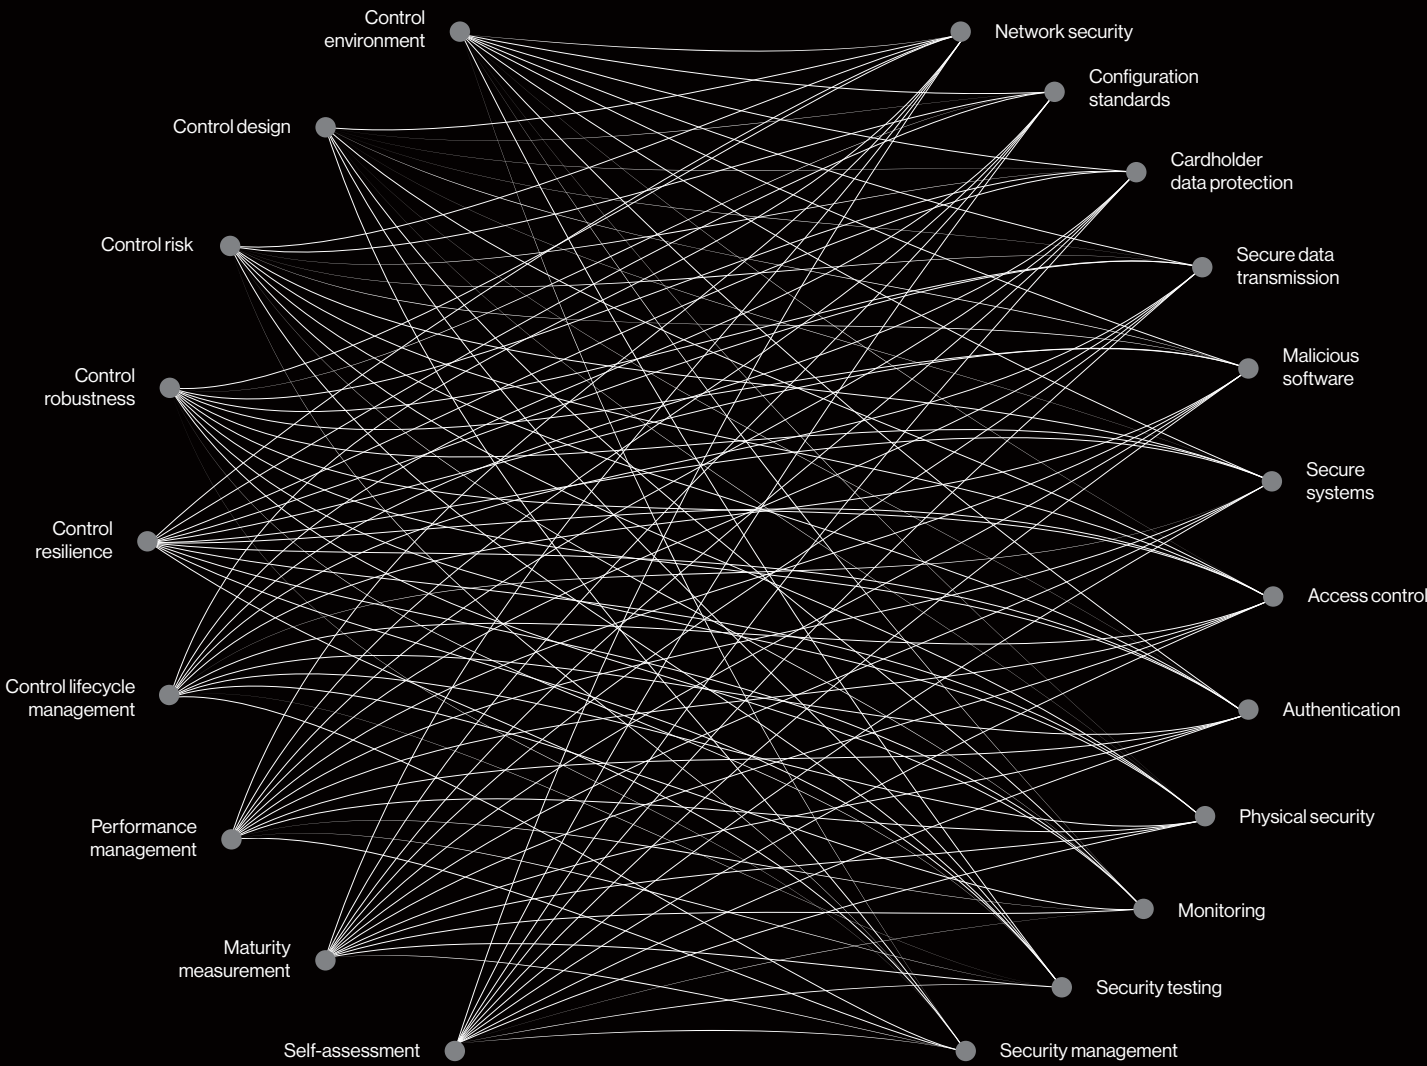 Control
environment
Control design
Control risk
Control
robustness
Control
resilience
Control lifecycle
management
Performance
management
Maturity
measurement
Self-assessment
Network security
Configuration
standards
Cardholder
data protection
Secure data
transmission
Malicious
software
Secure
systems
Access control
Authentication
Physical security
Monitoring
Security testing
Security management